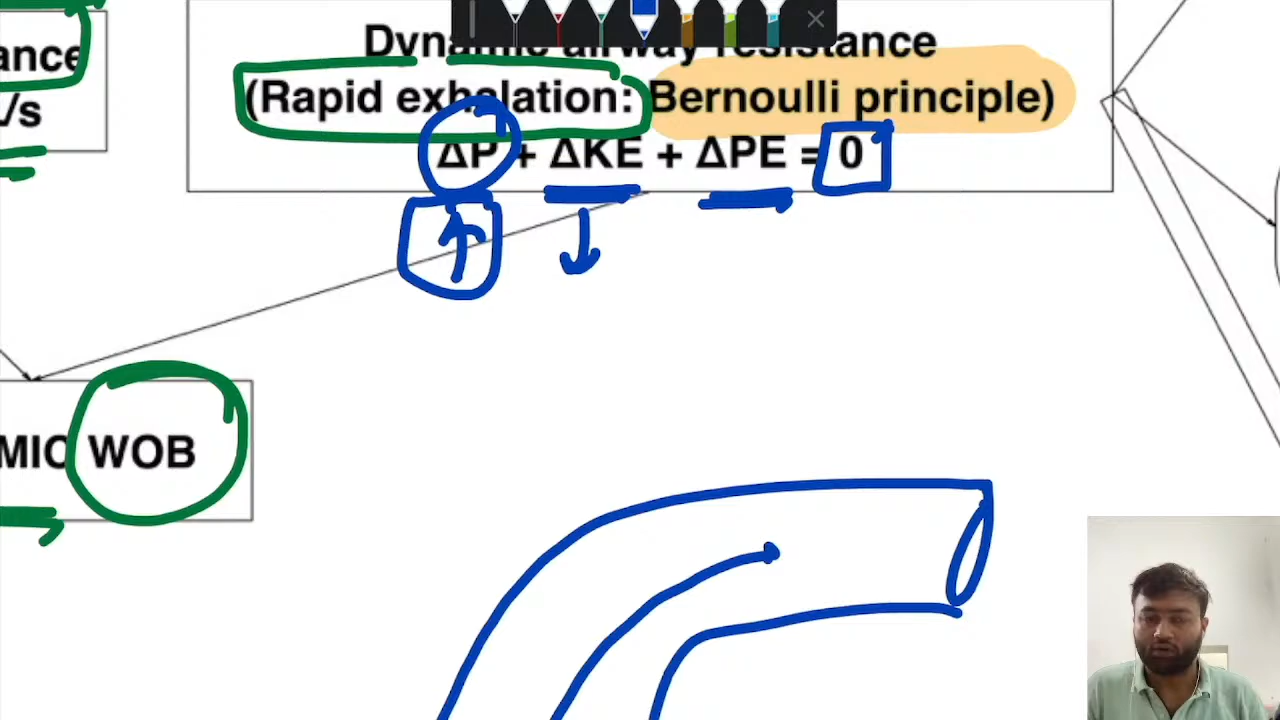 ance
Dynamic airway resistance
(Rapid exhalation: Bernoulli principle)
./s
ΔP + ΔKE + ΔPE = 0
MIC WOB